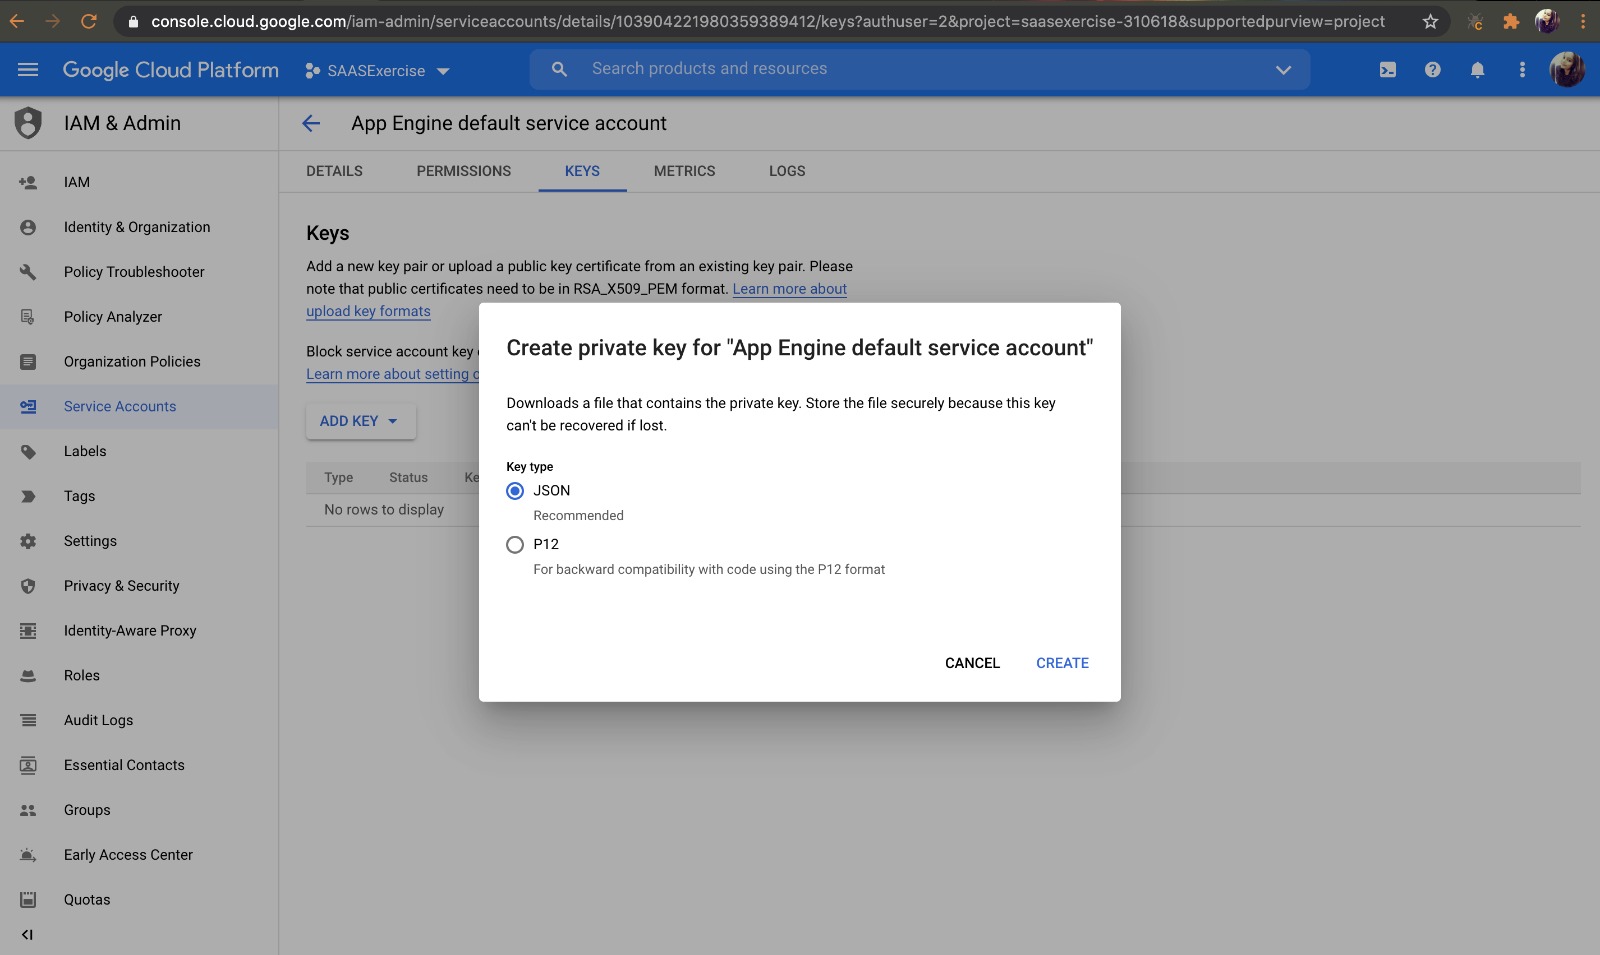 console.cloud.google.com/iam-admin/serviceaccounts/details/103904221980359389412/keys?authuser=2&project=saasexercise-310618&supportedpurview=project
Google Cloud Platform
SAASExercise
Search products and resources
IAM & Admin
App Engine default service account
DETAILS
PERMISSIONS
KEYS
METRICS
LOGS
IAM
Identity & Organization
Policy Troubleshooter
Policy Analyzer
Organization Policies
Service Accounts
Labels
Tags
Settings
Privacy & Security
Identity-Aware Proxy
Roles
Audit Logs
Essential Contacts
Groups
Early Access Center
Quotas
Keys
Add a new key pair or upload a public key certificate from an existing key pair. Please
note that public certificates need to be in RSA_X509_PEM format. Learn more about
upload key formats
Block service account key
Learn more about setting
ADD KEY
Type
Status
Ke
No rows to display
Create private key for "App Engine default service account"
Downloads a file that contains the private key. Store the file securely because this key
can't be recovered if lost.
Key type
JSON
Recommended
P12
For backward compatibility with code using the P12 format
CANCEL
CREATE